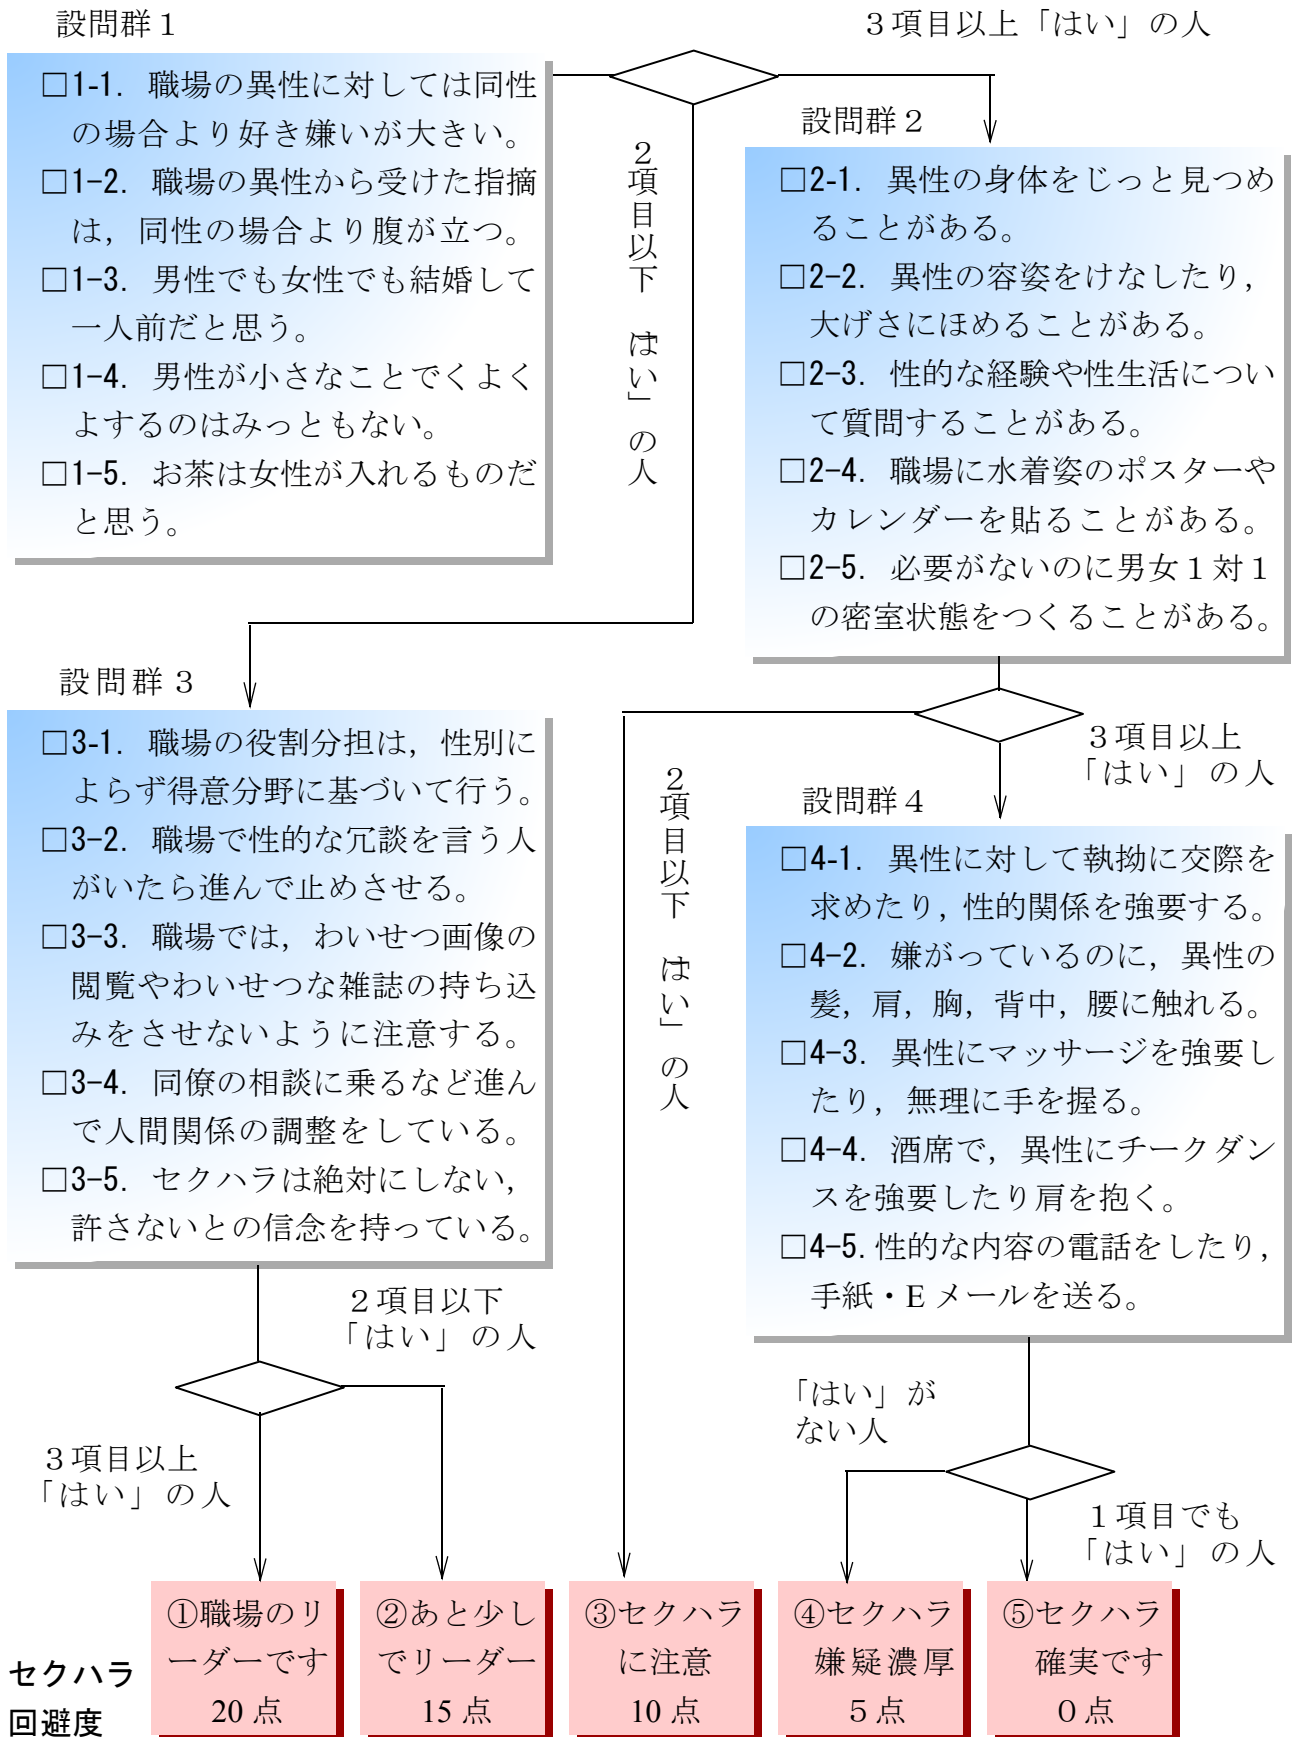 設問群１
□1-1．職場の異性に対しては同性
の場合より好き嫌いが大きい。
□1-2．職場の異性から受けた指摘
は，同性の場合より腹が立つ。
□1-3．男性でも女性でも結婚して
一人前だと思う。
□1-4．男性が小さなことでくよく
よするのはみっともない。
□1-5．お茶は女性が入れるものだ
と思う。
２項目以下「はい」の人
３項目以上「はい」の人
設問群２
□2-1．異性の身体をじっと見つめ
ることがある。
□2-2．異性の容姿をけなしたり，
大げさにほめることがある。
□2-3．性的な経験や性生活につい
て質問することがある。
□2-4．職場に水着姿のポスターや
カレンダーを貼ることがある。
□2-5．必要がないのに男女１対１
の密室状態をつくることがある。
設問群３
□3-1．職場の役割分担は，性別に
よらず得意分野に基づいて行う。
□3-2．職場で性的な冗談を言う人
がいたら進んで止めさせる。
□3-3．職場では，わいせつ画像の
閲覧やわいせつな雑誌の持ち込
みをさせないように注意する。
□3-4．同僚の相談に乗るなど進ん
で人間関係の調整をしている。
□3-5．セクハラは絶対にしない，
許さないとの信念を持っている。
２項目以下「はい」の人
３項目以上
「はい」の人
設問群４
□4-1．異性に対して執拗に交際を
求めたり，性的関係を強要する。
□4-2．嫌がっているのに，異性の
髪，肩，胸，背中，腰に触れる。
□4-3．異性にマッサージを強要し
たり，無理に手を握る。
□4-4．酒席で，異性にチークダン
スを強要したり肩を抱く。
□4-5．性的な内容の電話をしたり，
手紙・E メールを送る。
２項目以下
「はい」の人
３項目以上
「はい」の人
「はい」が
ない人
１項目でも
「はい」の人
セクハラ
回避度
①職場のリ
ーダーです
20 点
②あと少し
でリーダー
15 点
③セクハラ
に注意
10 点
④セクハラ
嫌疑濃厚
５点
⑤セクハラ
確実です
０点